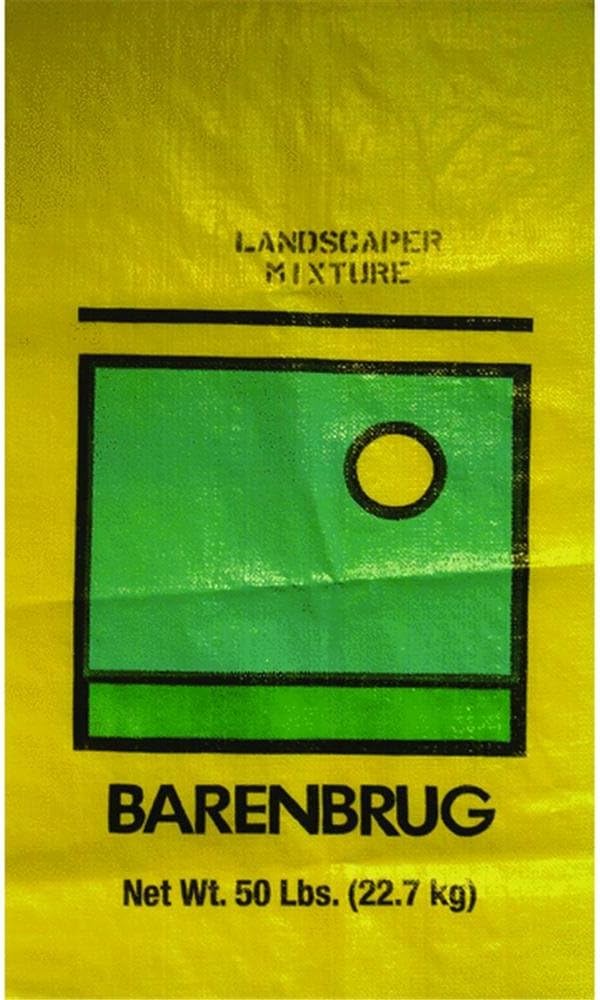 LANDSCAPER
MIXTURE
BARENBRUG
Net Wt. 50 Lbs. (22.7 kg)